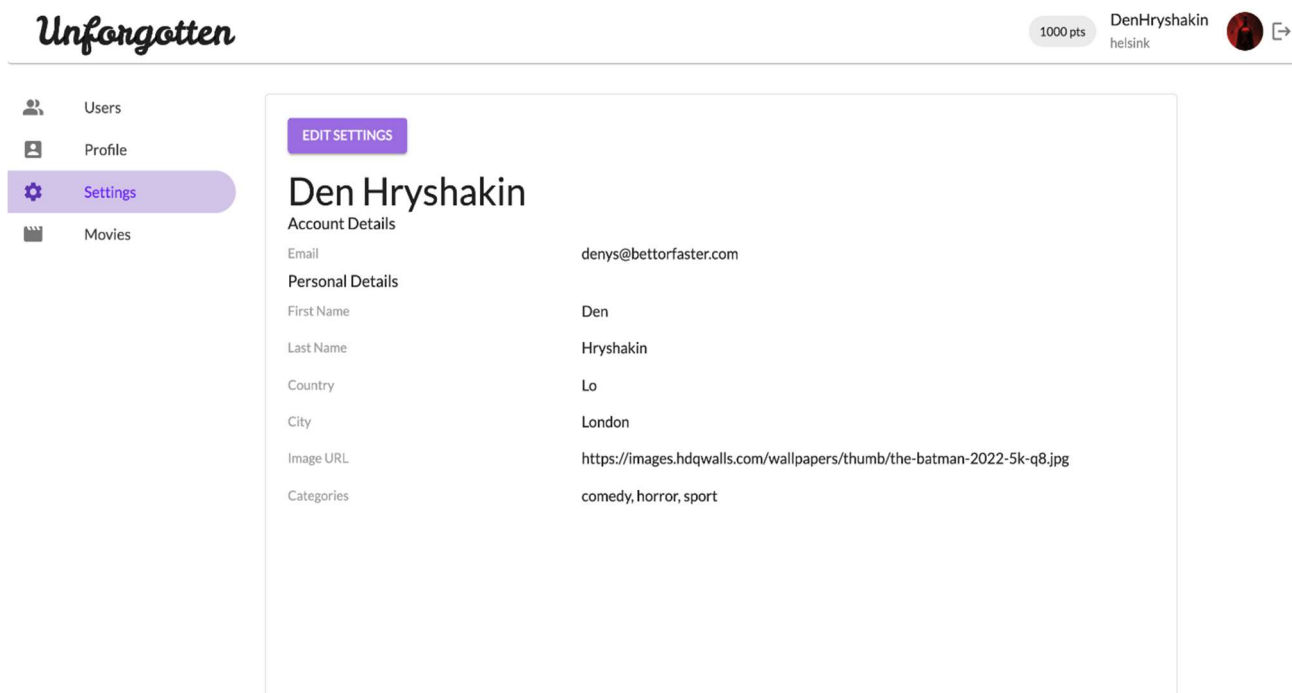 Unforgotten
1000 pts
DenHryshakin
helsink
Users
Profile
Settings
Movies
EDIT SETTINGS
Den Hryshakin
Account Details
Email denys@bettorfaster.com
Personal Details
First Name Den
Last Name Hryshakin
Country Lo
City London
Image URL https://images.hdqwalls.com/wallpapers/thumb/the-batman-2022-5k-q8.jpg
Categories comedy, horror, sport